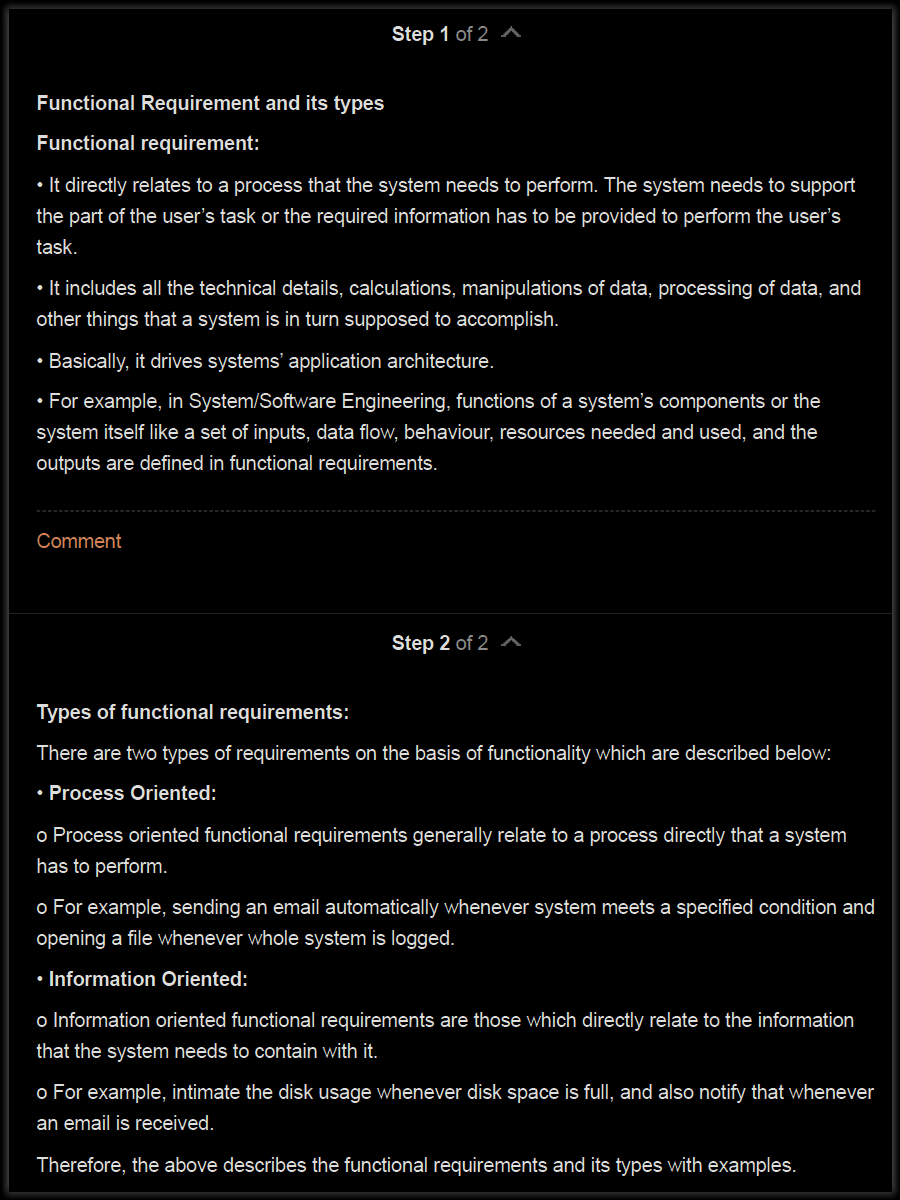 Step 1 of 2
Functional Requirement and its types
Functional requirement:
• It directly relates to a process that the system needs to perform. The system needs to support
the part of the user’s task or the required information has to be provided to perform the user’s
task.
• It includes all the technical details, calculations, manipulations of data, processing of data, and
other things that a system is in turn supposed to accomplish.
• Basically, it drives systems’ application architecture.
• For example, in System/Software Engineering, functions of a system’s components or the
system itself like a set of inputs, data flow, behaviour, resources needed and used, and the
outputs are defined in functional requirements.
Comment
Step 2 of 2
Types of functional requirements:
There are two types of requirements on the basis of functionality which are described below:
• Process Oriented:
o Process oriented functional requirements generally relate to a process directly that a system
has to perform.
o For example, sending an email automatically whenever system meets a specified condition and
opening a file whenever whole system is logged.
• Information Oriented:
o Information oriented functional requirements are those which directly relate to the information
that the system needs to contain with it.
o For example, intimate the disk usage whenever disk space is full, and also notify that whenever
an email is received.
Therefore, the above describes the functional requirements and its types with examples.